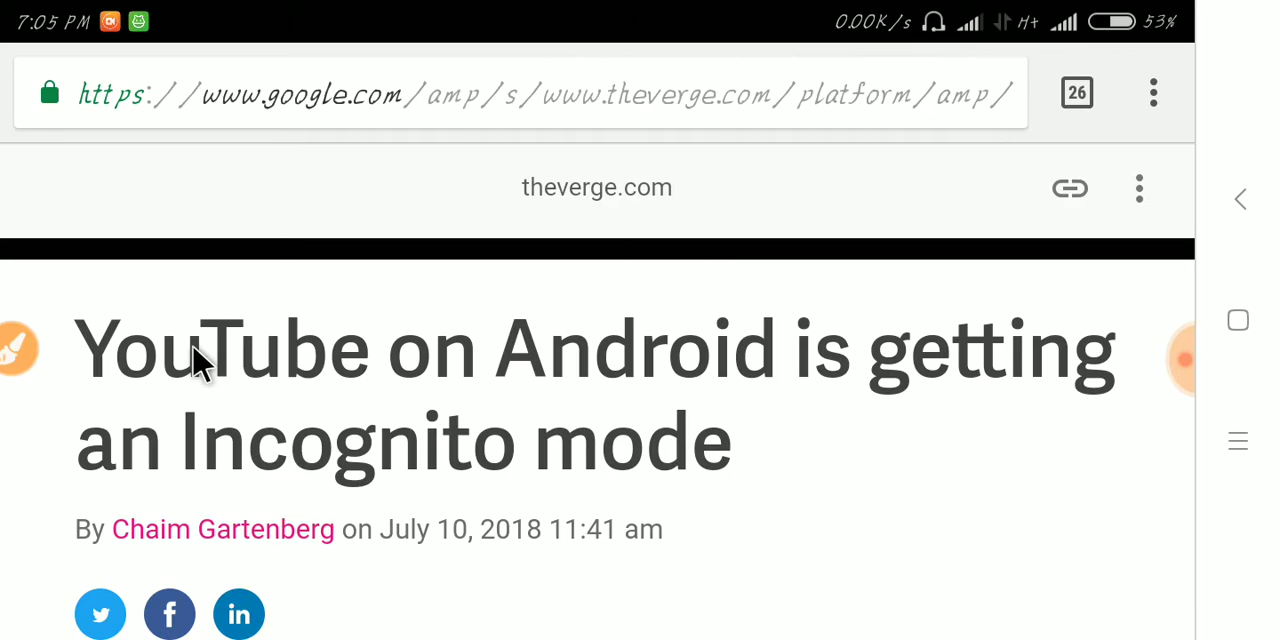 7:05 PM 0.00K/s H+ 53%
https://www.google.com/amp/s/www.theverge.com/platform/amp/ 26
theverge.com
YouTube on Android is getting
an Incognito mode
By Chaim Gartenberg on July 10, 2018 11:41 am